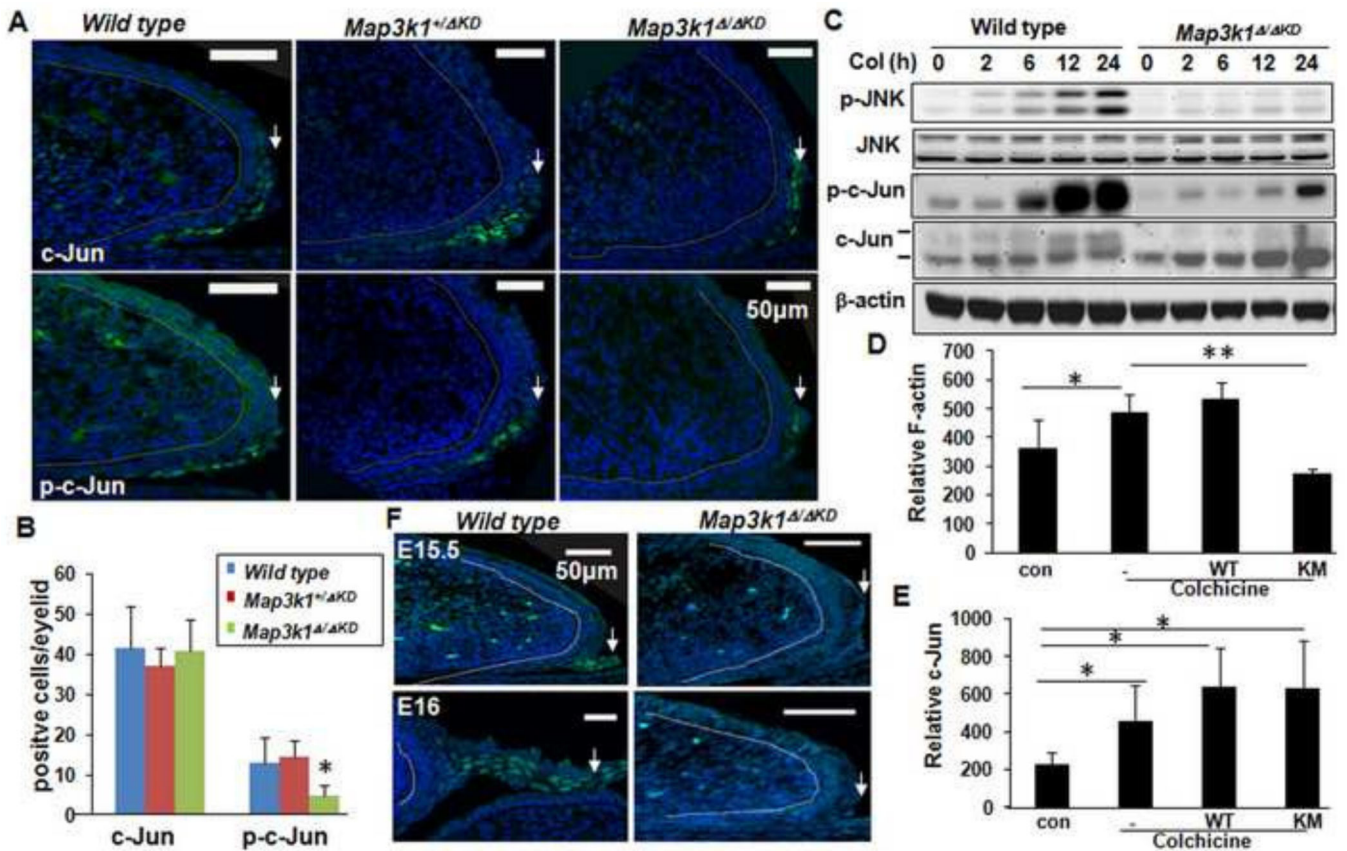 A
Wild type
Map3k1+/ΔKD
Map3k1Δ/ΔKD
c-Jun
p-c-Jun
50μm
B
positve cells/eyelid
60
50
40
30
20
10
0
Wild type
Map3k1+/ΔKD
Map3k1Δ/ΔKD
*
c-Jun
p-c-Jun
C
Wild type
Map3k1Δ/ΔKD
Col (h) 0 2 6 12 24 0 2 6 12 24
p-JNK
JNK
p-c-Jun
c-Jun
β-actin
D
Relative F-actin
700
600
500
400
300
200
100
0
*
**
con - WT KM
Colchicine
E
Relative c-Jun
1000
800
600
400
200
0
*
*
*
con - WT KM
Colchicine
F
Wild type
Map3k1Δ/ΔKD
E15.5
50μm
E16